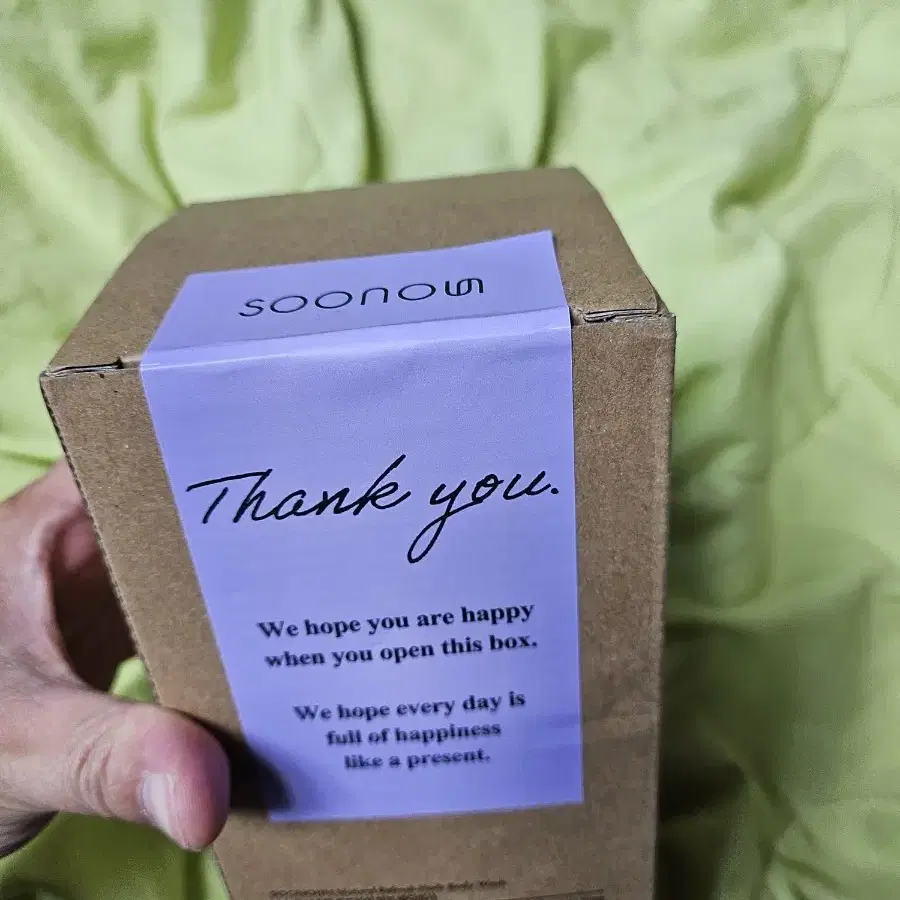 soonou
Thank you.
We hope you are happy
when you open this box.
We hope every day is
full of happiness
like a present.